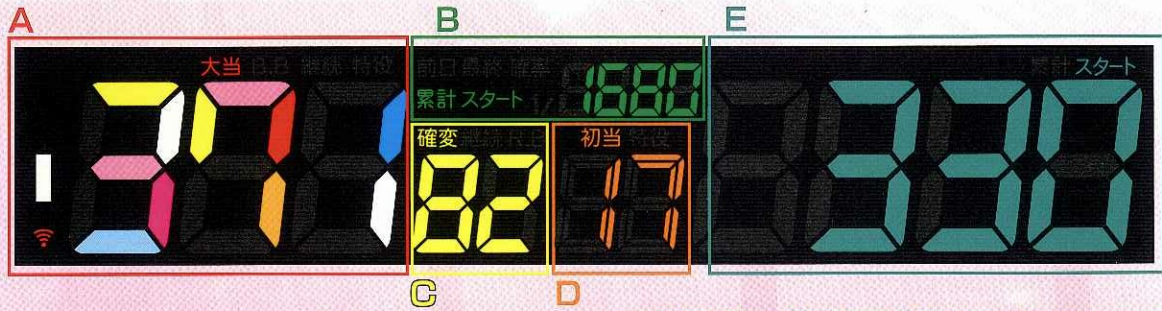 A
B
E
大当 B.B 継続 特役
前日 最終 確率
累計 スタート
371
累計 スタート 1680
330
確変 継続 R.B
初当 特役
82
17
C
D